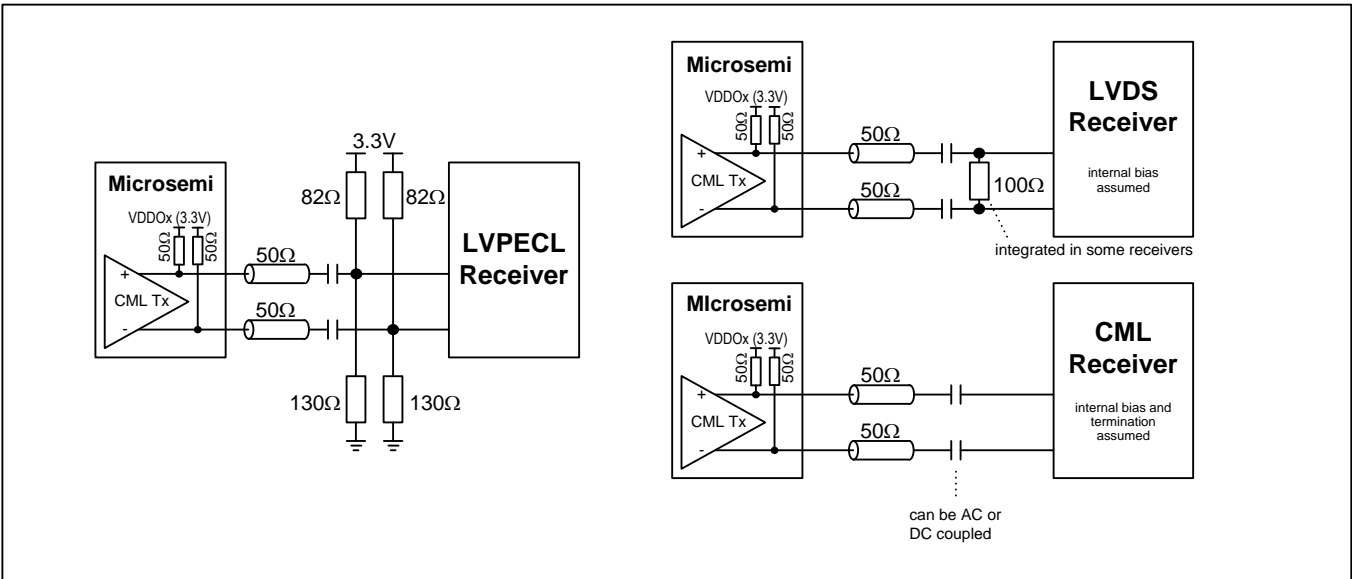 3.3V
82Ω
82Ω
Microsemi
VDDOx (3.3V)
50Ω
50Ω
+
CML Tx
-
50Ω
50Ω
LVPECL
Receiver
130Ω
130Ω
Microsemi
VDDOx (3.3V)
50Ω
50Ω
+
CML Tx
-
50Ω
50Ω
100Ω
LVDS
Receiver
internal bias
assumed
integrated in some receivers
MIcrosemi
VDDOx (3.3V)
50Ω
50Ω
+
CML Tx
-
50Ω
50Ω
CML
Receiver
internal bias and
termination
assumed
can be AC or
DC coupled